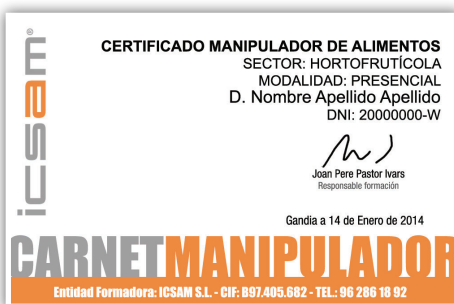 icsam
CERTIFICADO MANIPULADOR DE ALIMENTOS
SECTOR: HORTOFRUTÍCOLA
MODALIDAD: PRESENCIAL
D. Nombre Apellido Apellido
DNI: 20000000-W
Joan Pere Pastor Ivars
Responsable formación
Gandia a 14 de Enero de 2014
CARNETMANIPULADOR
Entidad Formadora: ICSAM S.L. - CIF: B97.405.682 - TEL.: 96 286 18 92